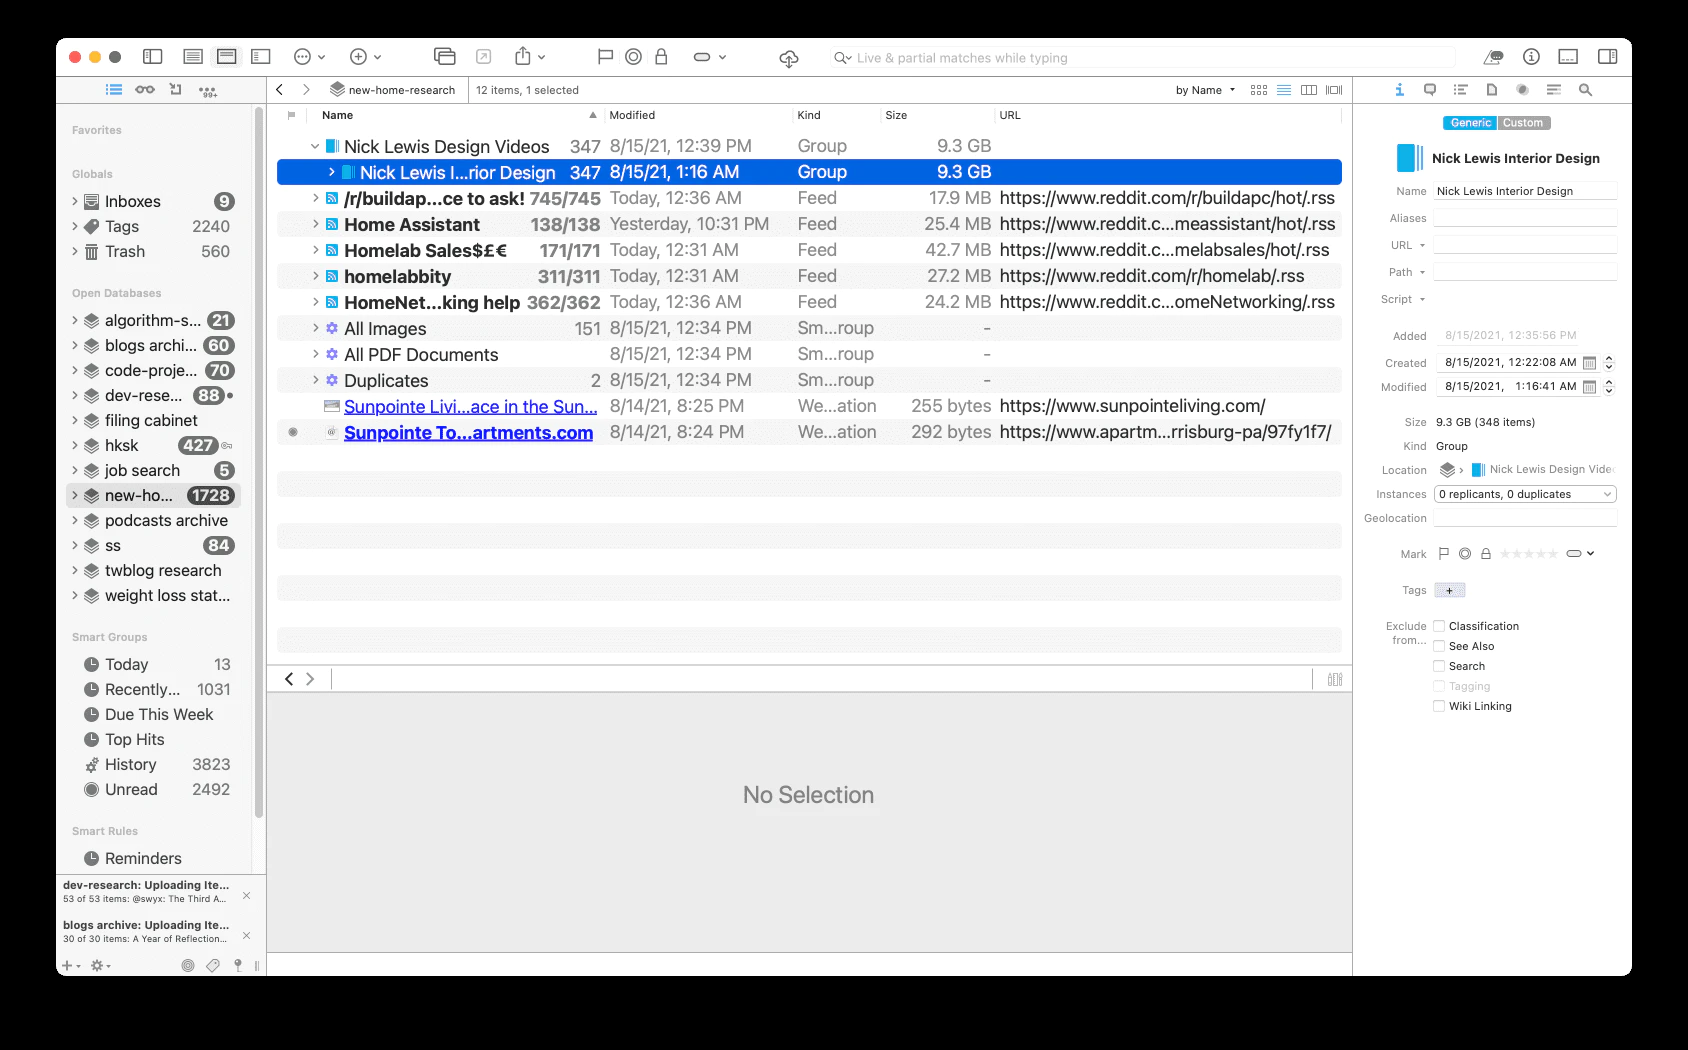 Live & partial matches while typing
99+
new-home-research
12 items, 1 selected
by Name
Favorites
Globals
Inboxes 9
Tags 2240
Trash 560
Open Databases
algorithm-s... 21
blogs archi... 60
code-proje... 70
dev-rese... 88
filing cabinet
hksk 427
job search 5
new-ho... 1728
podcasts archive
ss 84
twblog research
weight loss stat...
Smart Groups
Today 13
Recently... 1031
Due This Week
Top Hits
History 3823
Unread 2492
Smart Rules
Reminders
dev-research: Uploading Ite...
53 of 53 items: @swyx: The Third A...
blogs archive: Uploading Ite...
30 of 30 items: A Year of Reflection...
Name Modified Kind Size URL
Nick Lewis Design Videos 347 8/15/21, 12:39 PM Group 9.3 GB
Nick Lewis I...rior Design 347 8/15/21, 1:16 AM Group 9.3 GB
/r/buildap...ce to ask! 745/745 Today, 12:36 AM Feed 17.9 MB https://www.reddit.com/r/buildapc/hot/.rss
Home Assistant 138/138 Yesterday, 10:31 PM Feed 25.4 MB https://www.reddit.c...meassistant/hot/.rss
Homelab Sales$£€ 171/171 Today, 12:31 AM Feed 42.7 MB https://www.reddit.c...melabsales/hot/.rss
homelabbity 311/311 Today, 12:31 AM Feed 27.2 MB https://www.reddit.com/r/homelab/.rss
HomeNet...king help 362/362 Today, 12:36 AM Feed 24.2 MB https://www.reddit.c...omeNetworking/.rss
All Images 151 8/15/21, 12:34 PM Sm...roup -
All PDF Documents 8/15/21, 12:34 PM Sm...roup -
Duplicates 2 8/15/21, 12:34 PM Sm...roup -
Sunpointe Livi...ace in the Sun... 8/14/21, 8:25 PM We...ation 255 bytes https://www.sunpointeliving.com/
Sunpointe To...artments.com 8/14/21, 8:24 PM We...ation 292 bytes https://www.apartm...rrisburg-pa/97fy1f7/
No Selection
Generic Custom
Nick Lewis Interior Design
Name Nick Lewis Interior Design
Aliases
URL
Path
Script
Added 8/15/2021, 12:35:56 PM
Created 8/15/2021, 12:22:08 AM
Modified 8/15/2021, 1:16:41 AM
Size 9.3 GB (348 items)
Kind Group
Location Nick Lewis Design Vide
Instances 0 replicants, 0 duplicates
Geolocation
Mark
Tags +
Exclude from...
Classification
See Also
Search
Tagging
Wiki Linking